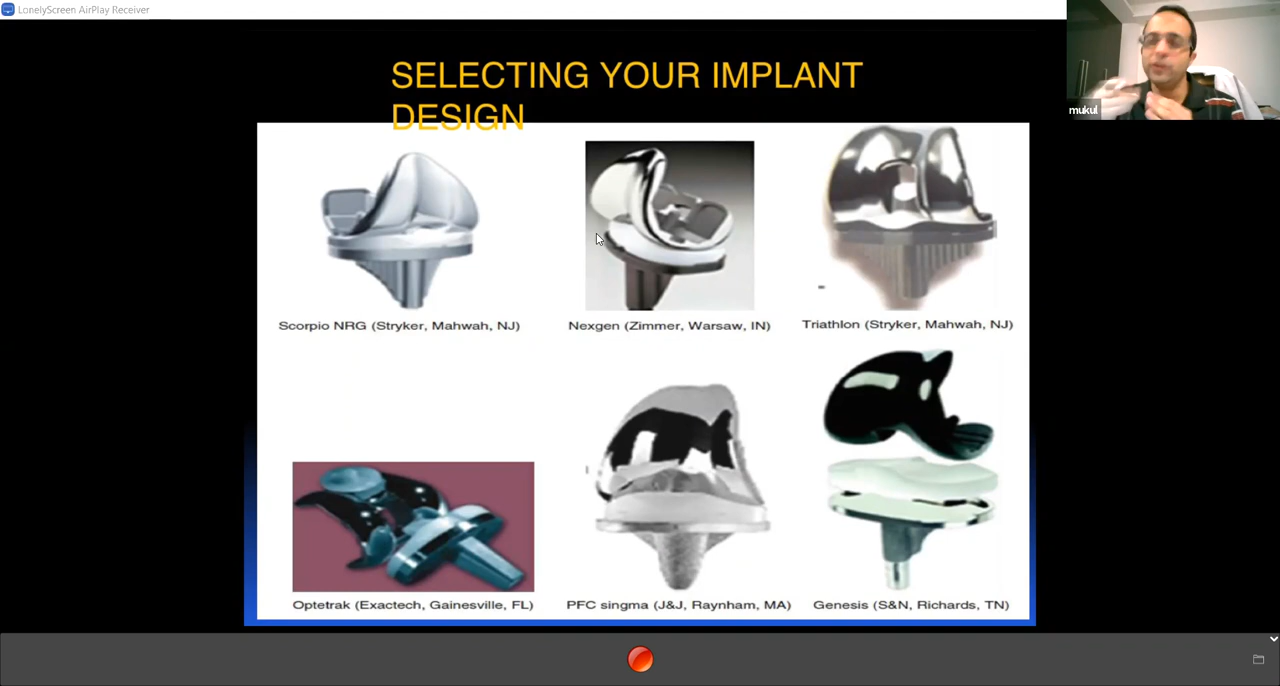 LonelyScreen AirPlay Receiver
mukul
SELECTING YOUR IMPLANT
DESIGN
Scorpio NRG (Stryker, Mahwah, NJ)
Nexgen (Zimmer, Warsaw, IN)
Triathlon (Stryker, Mahwah, NJ)
Optetrak (Exactech, Gainesville, FL)
PFC singma (J&J, Raynham, MA)
Genesis (S&N, Richards, TN)